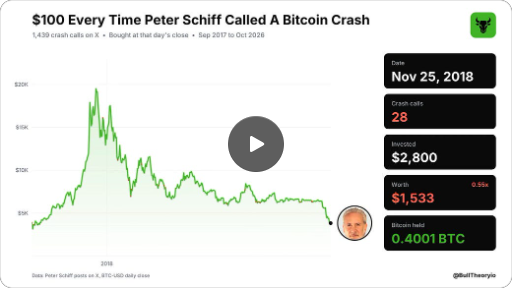 $100 Every Time Peter Schiff Called A Bitcoin Crash
1,439 crash calls on X • Bought at that day's close • Sep 2017 to Oct 2026
$20K
$15K
$10K
$5K
2018
Date
Nov 25, 2018
Crash calls
28
Invested
$2,800
Worth
0.55x
$1,533
Bitcoin held
0.4001 BTC
Data: Peter Schiff posts on X, BTC-USD daily close
@BullTheoryio